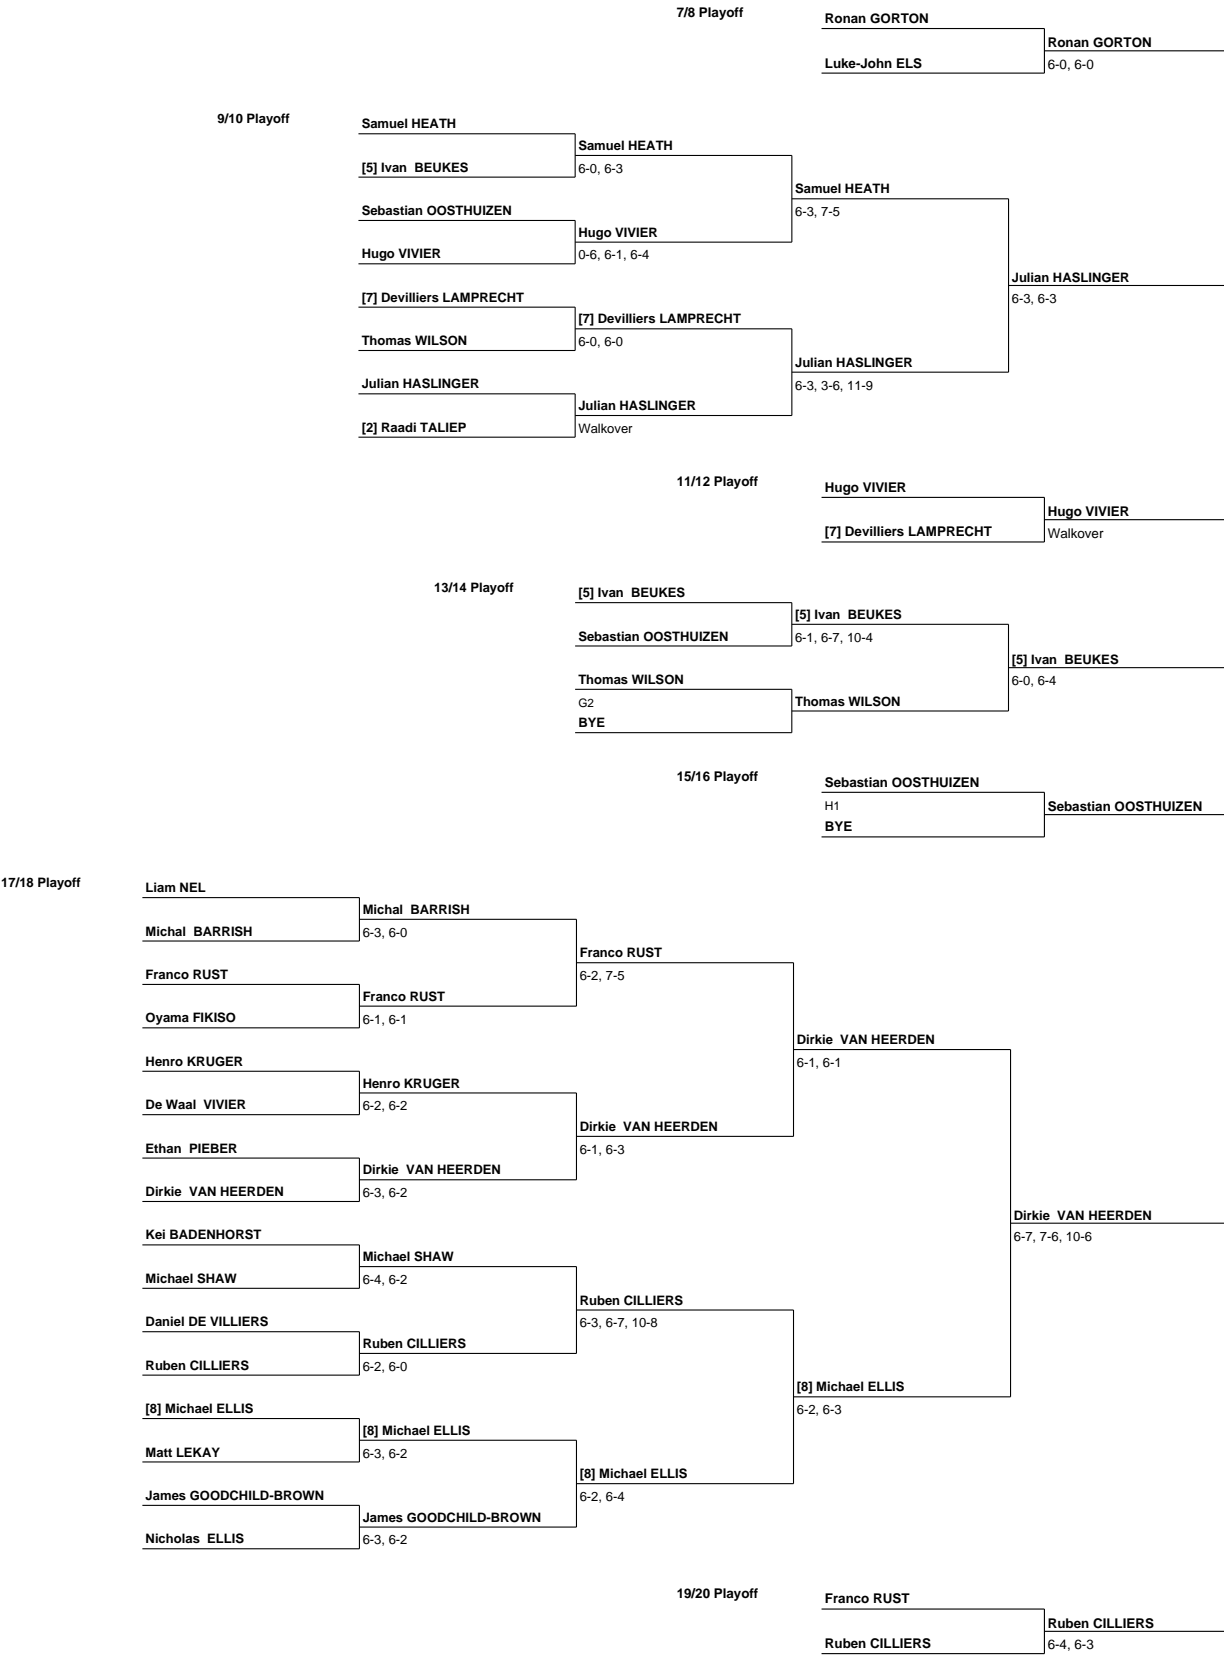 7/8 Playoff
Ronan GORTON
Ronan GORTON
Luke-John ELS
6-0, 6-0
9/10 Playoff
Samuel HEATH
Samuel HEATH
[5] Ivan BEUKES
6-0, 6-3
Samuel HEATH
Sebastian OOSTHUIZEN
6-3, 7-5
Hugo VIVIER
Hugo VIVIER
0-6, 6-1, 6-4
Julian HASLINGER
[7] Devilliers LAMPRECHT
6-3, 6-3
[7] Devilliers LAMPRECHT
Thomas WILSON
6-0, 6-0
Julian HASLINGER
Julian HASLINGER
6-3, 3-6, 11-9
Julian HASLINGER
[2] Raadi TALIEP
Walkover
11/12 Playoff
Hugo VIVIER
Hugo VIVIER
[7] Devilliers LAMPRECHT
Walkover
13/14 Playoff
[5] Ivan BEUKES
[5] Ivan BEUKES
Sebastian OOSTHUIZEN
6-1, 6-7, 10-4
[5] Ivan BEUKES
Thomas WILSON
6-0, 6-4
G2
Thomas WILSON
BYE
15/16 Playoff
Sebastian OOSTHUIZEN
H1
Sebastian OOSTHUIZEN
BYE
17/18 Playoff
Liam NEL
Michal BARRISH
Michal BARRISH
6-3, 6-0
Franco RUST
Franco RUST
6-2, 7-5
Franco RUST
Oyama FIKISO
6-1, 6-1
Dirkie VAN HEERDEN
Henro KRUGER
6-1, 6-1
Henro KRUGER
De Waal VIVIER
6-2, 6-2
Dirkie VAN HEERDEN
Ethan PIEBER
6-1, 6-3
Dirkie VAN HEERDEN
Dirkie VAN HEERDEN
6-3, 6-2
Dirkie VAN HEERDEN
Kei BADENHORST
6-7, 7-6, 10-6
Michael SHAW
Michael SHAW
6-4, 6-2
Ruben CILLIERS
Daniel DE VILLIERS
6-3, 6-7, 10-8
Ruben CILLIERS
Ruben CILLIERS
6-2, 6-0
[8] Michael ELLIS
[8] Michael ELLIS
6-2, 6-3
[8] Michael ELLIS
Matt LEKAY
6-3, 6-2
[8] Michael ELLIS
James GOODCHILD-BROWN
6-2, 6-4
James GOODCHILD-BROWN
Nicholas ELLIS
6-3, 6-2
19/20 Playoff
Franco RUST
Ruben CILLIERS
Ruben CILLIERS
6-4, 6-3